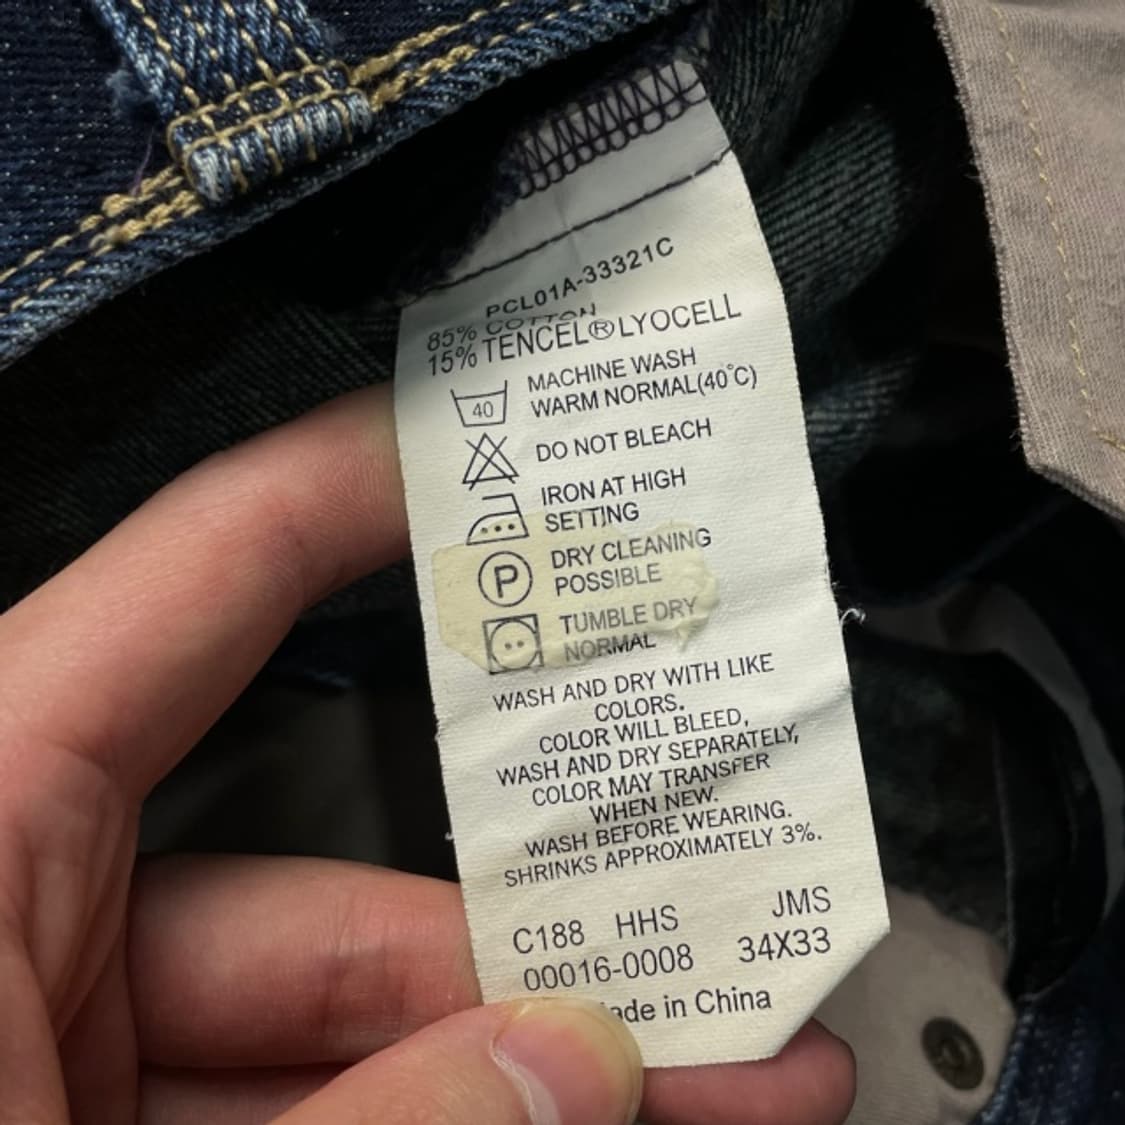 PCL01A-33321C
85% COTTON
15% TENCEL®LYOCELL
40 MACHINE WASH
WARM NORMAL(40°C)
DO NOT BLEACH
IRON AT HIGH
SETTING
P DRY CLEANING
POSSIBLE
TUMBLE DRY
NORMAL
WASH AND DRY WITH LIKE
COLORS.
COLOR WILL BLEED,
WASH AND DRY SEPARATELY,
COLOR MAY TRANSFER
WHEN NEW.
WASH BEFORE WEARING.
SHRINKS APPROXIMATELY 3%.
C188 HHS JMS
00016-0008 34X33
ade in China